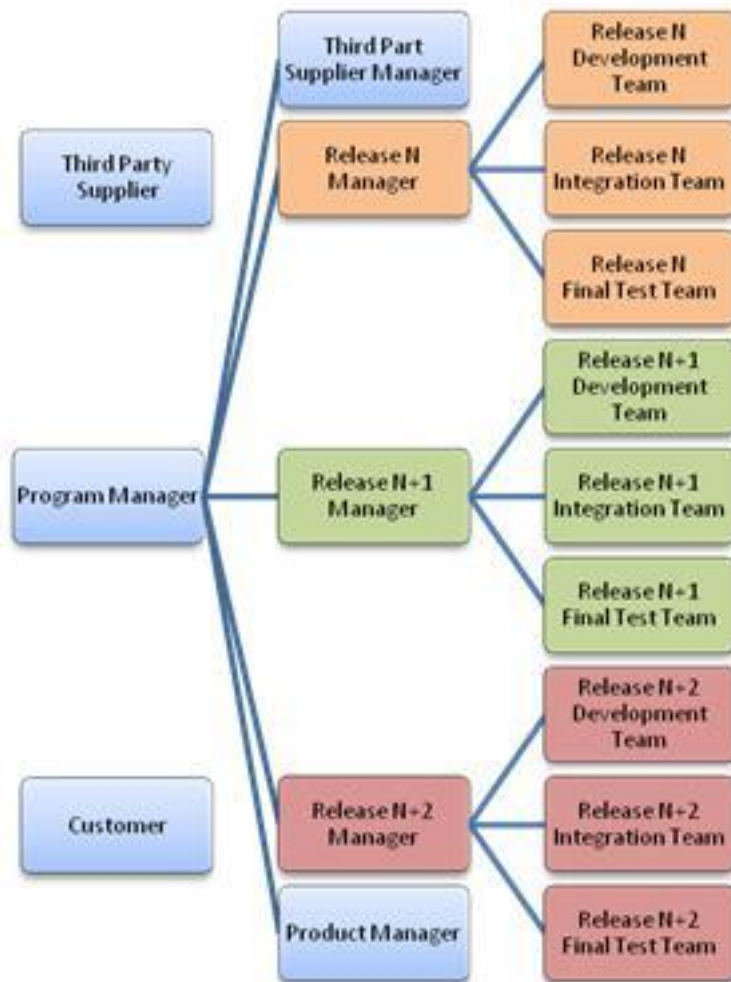 Third Part
Supplier Manager
Release N
Development
Team
Third Party
Supplier
Release N
Manager
Release N
Integration Team
Release N
Final Test Team
Release N+1
Development
Team
Program Manager
Release N+1
Manager
Release N+1
Integration Team
Release N+1
Final Test Team
Release N+2
Development
Team
Customer
Release N+2
Manager
Release N+2
Integration Team
Product Manager
Release N+2
Final Test Team